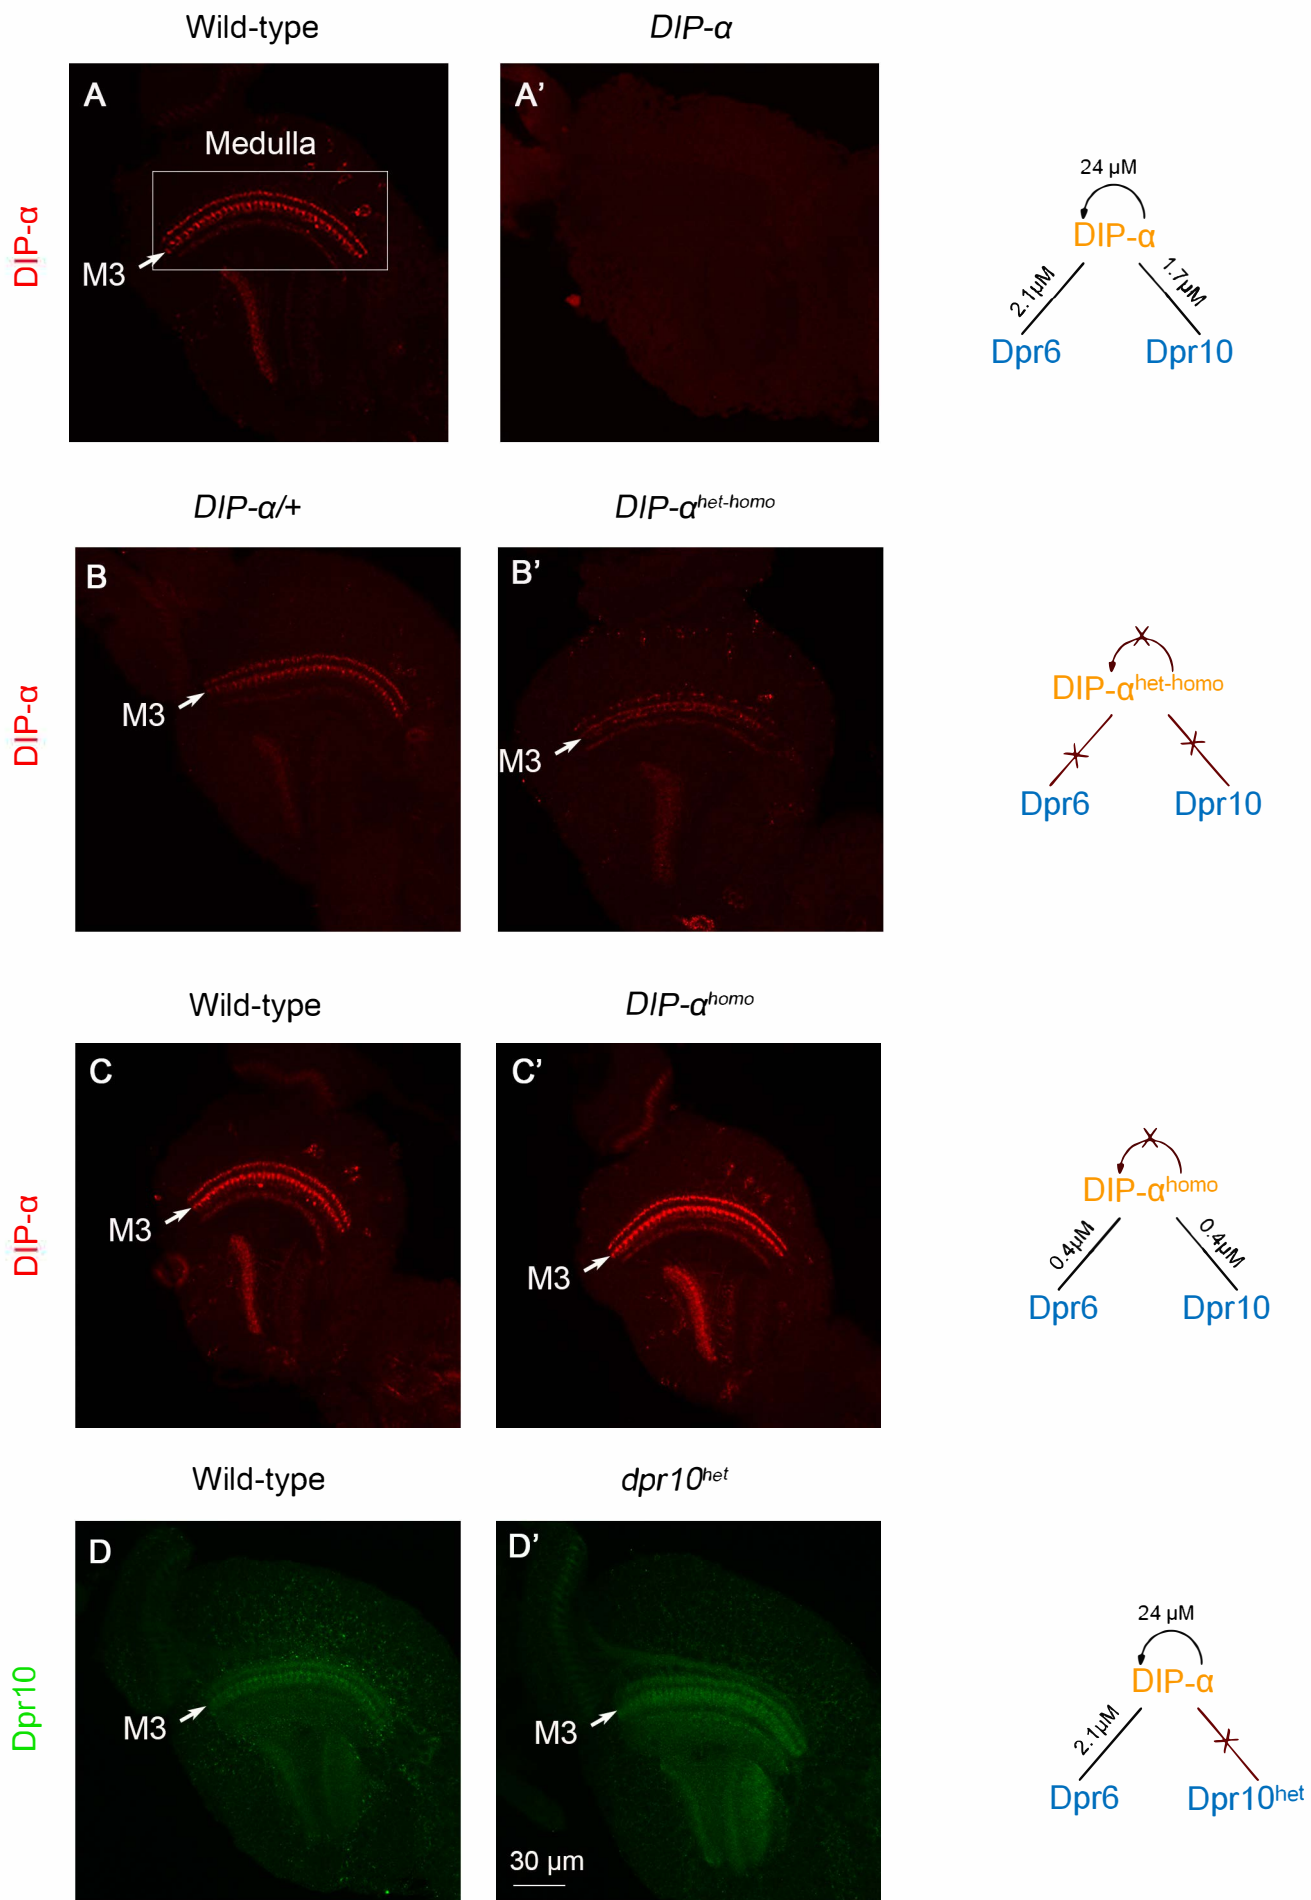 Wild-type
DIP-α
A
A’
Medulla
M3
DIP-α
24 µM
DIP-α
2.1µM
1.7µM
Dpr6
Dpr10
DIP-α/+
DIP-αhet-homo
B
B’
M3
M3
DIP-α
DIP-αhet-homo
Dpr6
Dpr10
Wild-type
DIP-αhomo
C
C’
M3
M3
DIP-α
DIP-αhomo
0.4µM
0.4µM
Dpr6
Dpr10
Wild-type
dpr10het
D
D’
M3
M3
Dpr10
30 µm
24 µM
DIP-α
2.1µM
Dpr6
Dpr10het